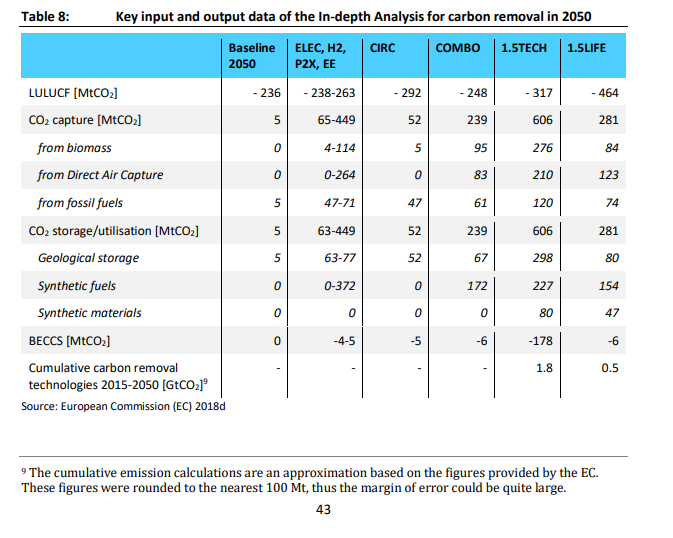 Table 8: Key input and output data of the In-depth Analysis for carbon removal in 2050
Baseline 2050 ELEC, H2, P2X, EE CIRC COMBO 1.5TECH 1.5LIFE
LULUCF [MtCO₂] - 236 - 238-263 - 292 - 248 - 317 - 464
CO₂ capture [MtCO₂] 5 65-449 52 239 606 281
from biomass 0 4-114 5 95 276 84
from Direct Air Capture 0 0-264 0 83 210 123
from fossil fuels 5 47-71 47 61 120 74
CO₂ storage/utilisation [MtCO₂] 5 63-449 52 239 606 281
Geological storage 5 63-77 52 67 298 80
Synthetic fuels 0 0-372 0 172 227 154
Synthetic materials 0 0 0 0 80 47
BECCS [MtCO₂] 0 -4-5 -5 -6 -178 -6
Cumulative carbon removal
technologies 2015-2050 [GtCO₂]⁹ - - - - 1.8 0.5
Source: European Commission (EC) 2018d
⁹ The cumulative emission calculations are an approximation based on the figures provided by the EC.
These figures were rounded to the nearest 100 Mt, thus the margin of error could be quite large.
43